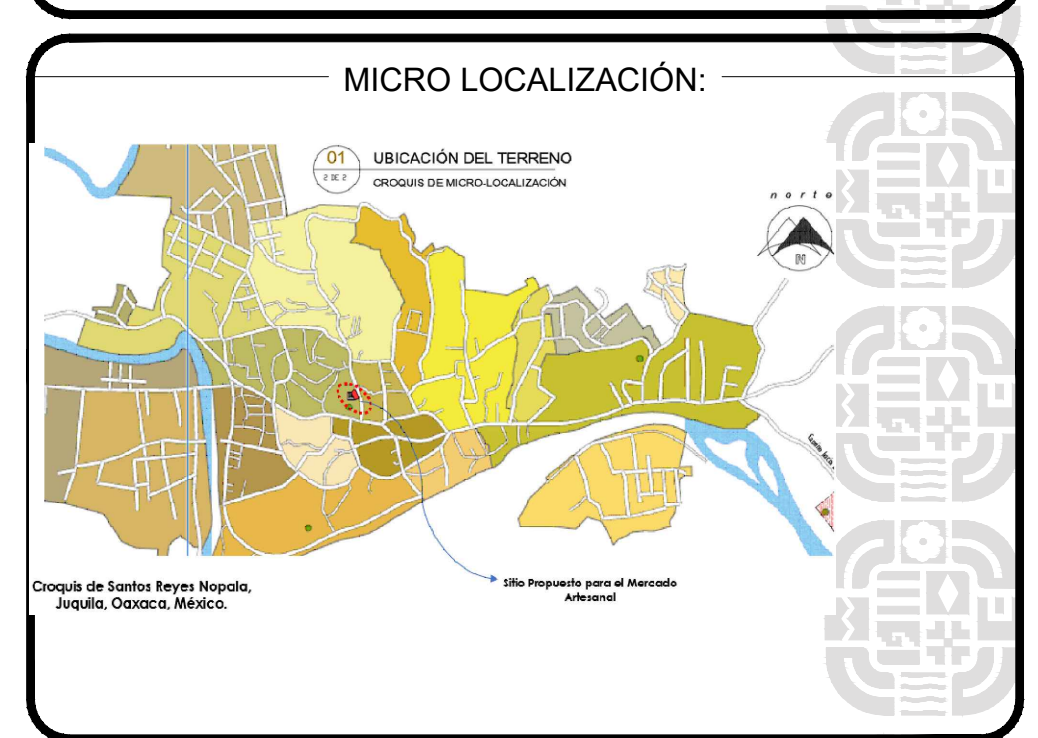 MICRO LOCALIZACIÓN:
01
2 DE 2
UBICACIÓN DEL TERRENO
CROQUIS DE MICRO-LOCALIZACIÓN
norte
N
Croquis de Santos Reyes Nopala,
Juquila, Oaxaca, México.
Sitio Propuesto para el Mercado
Artesanal